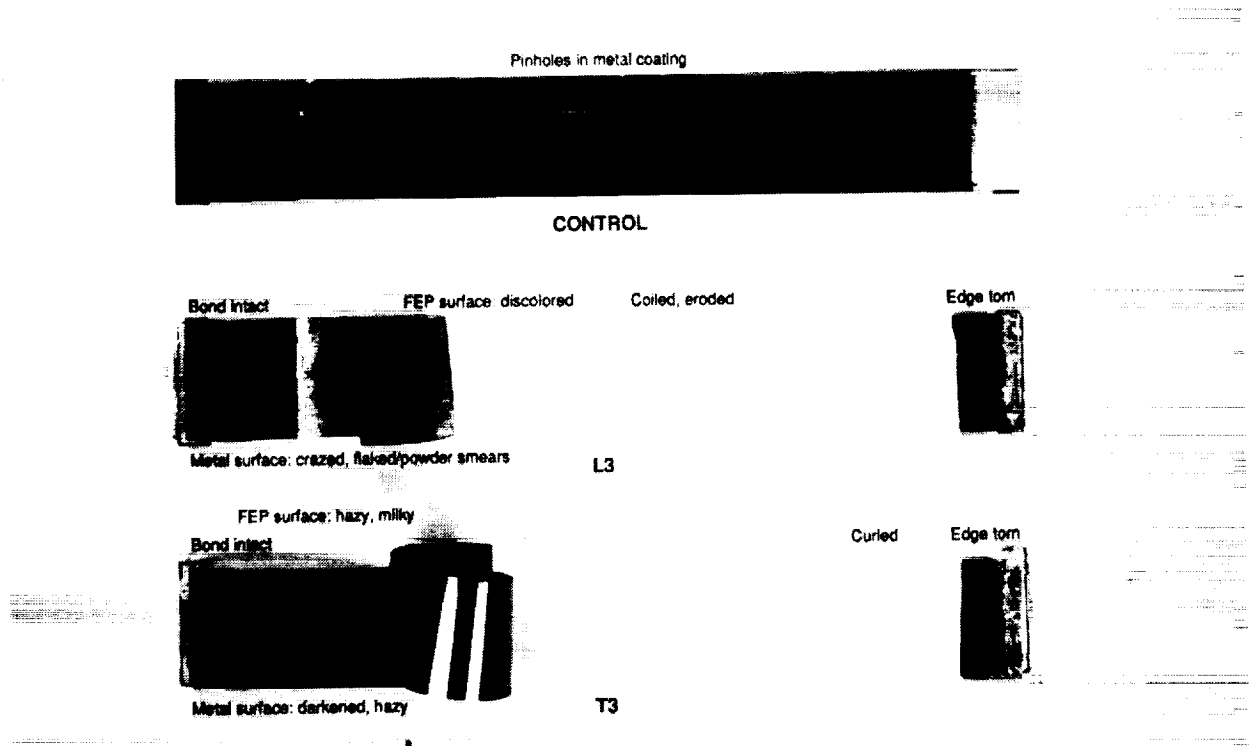 Pinholes in metal coating
CONTROL
Bond intact
FEP surface: discolored
Coiled, eroded
Edge torn
Metal surface: crazed, flaked/powder smears
L3
FEP surface: hazy, milky
Bond intact
Curled
Edge torn
Metal surface: darkened, hazy
T3